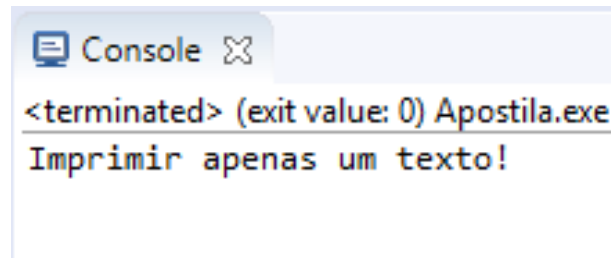 Console
<terminated> (exit value: 0) Apostila.exe
Imprimir apenas um texto!